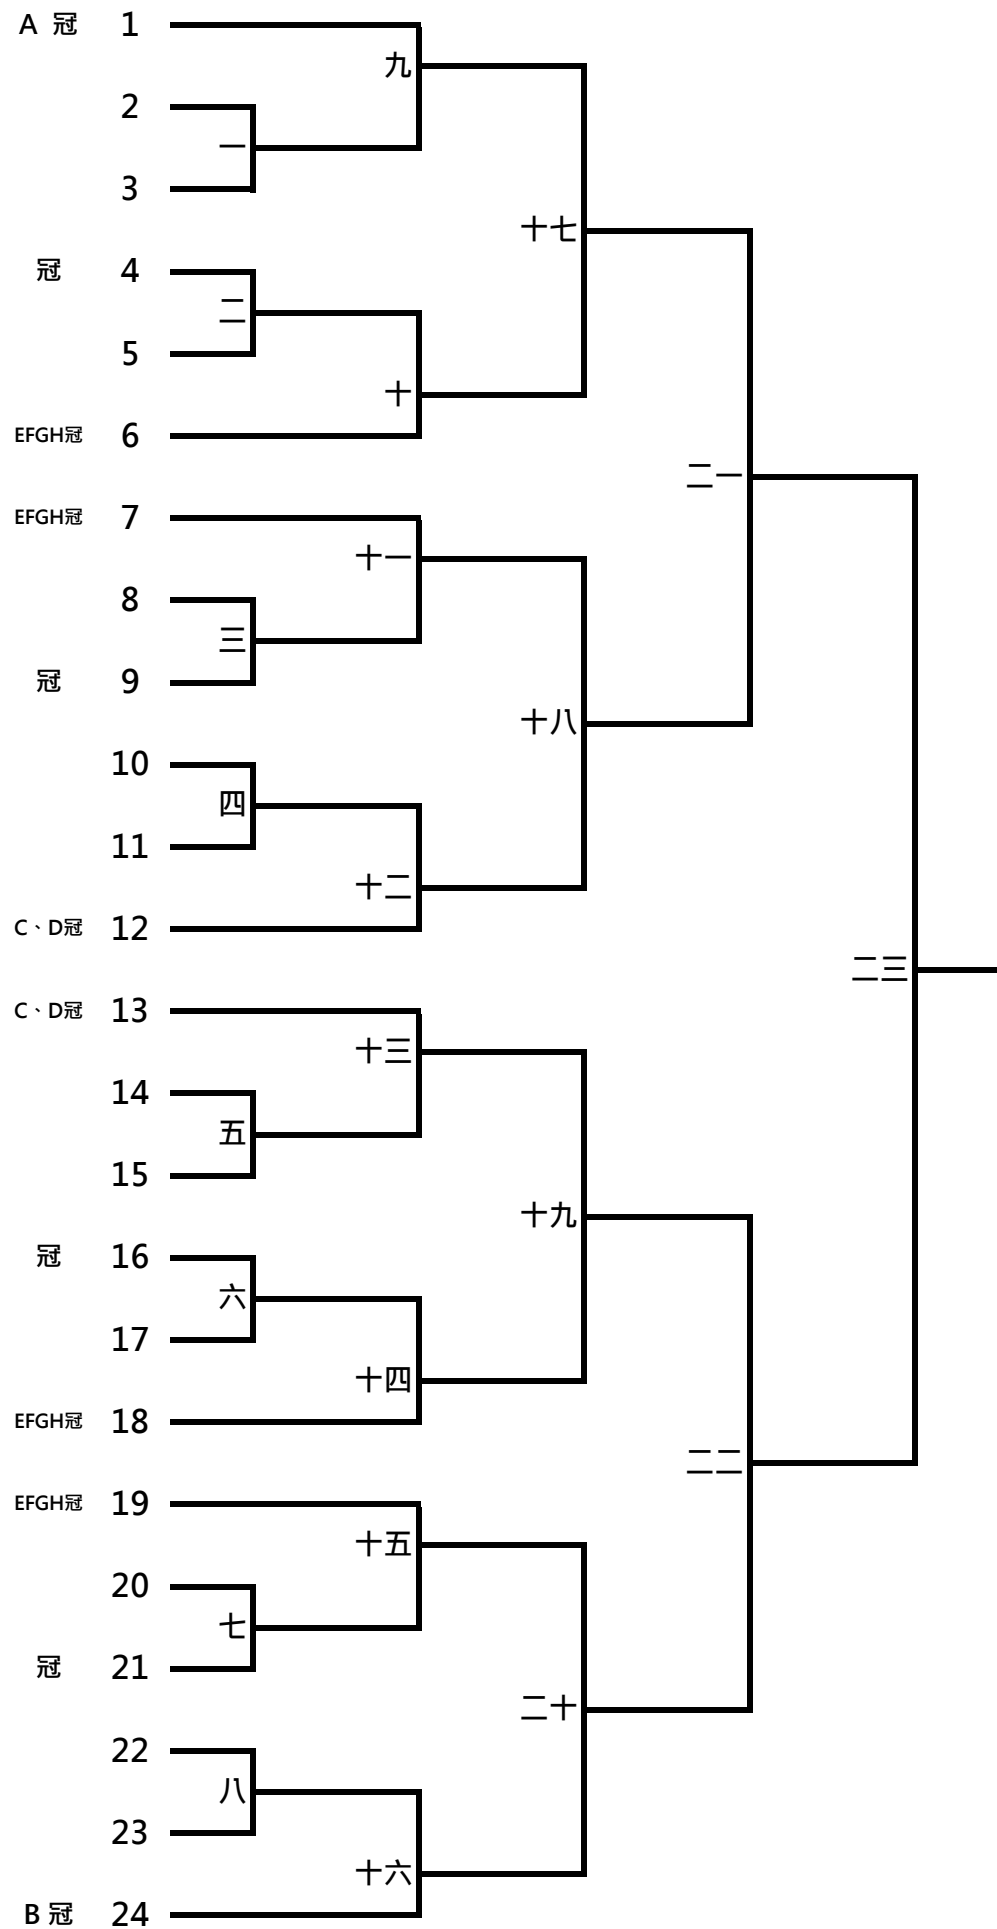 A 冠 1
九
2
一
3
十七
冠 4
二
5
十
EFGH冠 6
二一
EFGH冠 7
十一
8
三
冠 9
十八
10
四
11
十二
C、D冠 12
二三
C、D冠 13
十三
14
五
15
十九
冠 16
六
17
十四
EFGH冠 18
二二
EFGH冠 19
十五
20
七
冠 21
二十
22
八
23
十六
B 冠 24